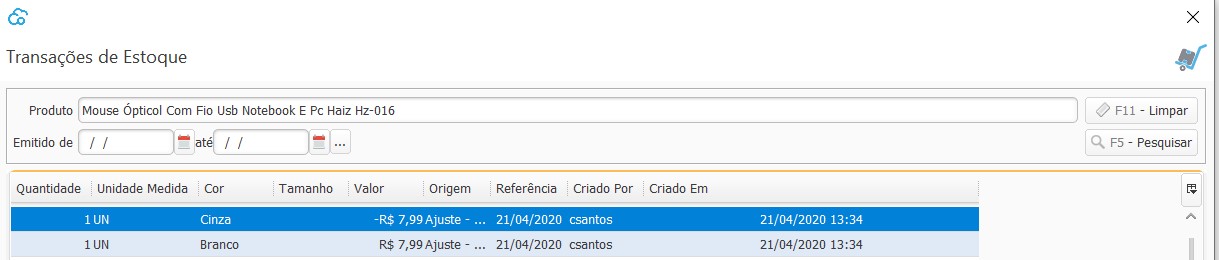 Transações de Estoque
Produto Mouse Ópticol Com Fio Usb Notebook E Pc Haiz Hz-016 F11 - Limpar
Emitido de / / até / / ... F5 - Pesquisar
Quantidade Unidade Medida Cor Tamanho Valor Origem Referência Criado Por Criado Em
1 UN Cinza -R$ 7,99 Ajuste - ... 21/04/2020 csantos 21/04/2020 13:34
1 UN Branco R$ 7,99 Ajuste - ... 21/04/2020 csantos 21/04/2020 13:34